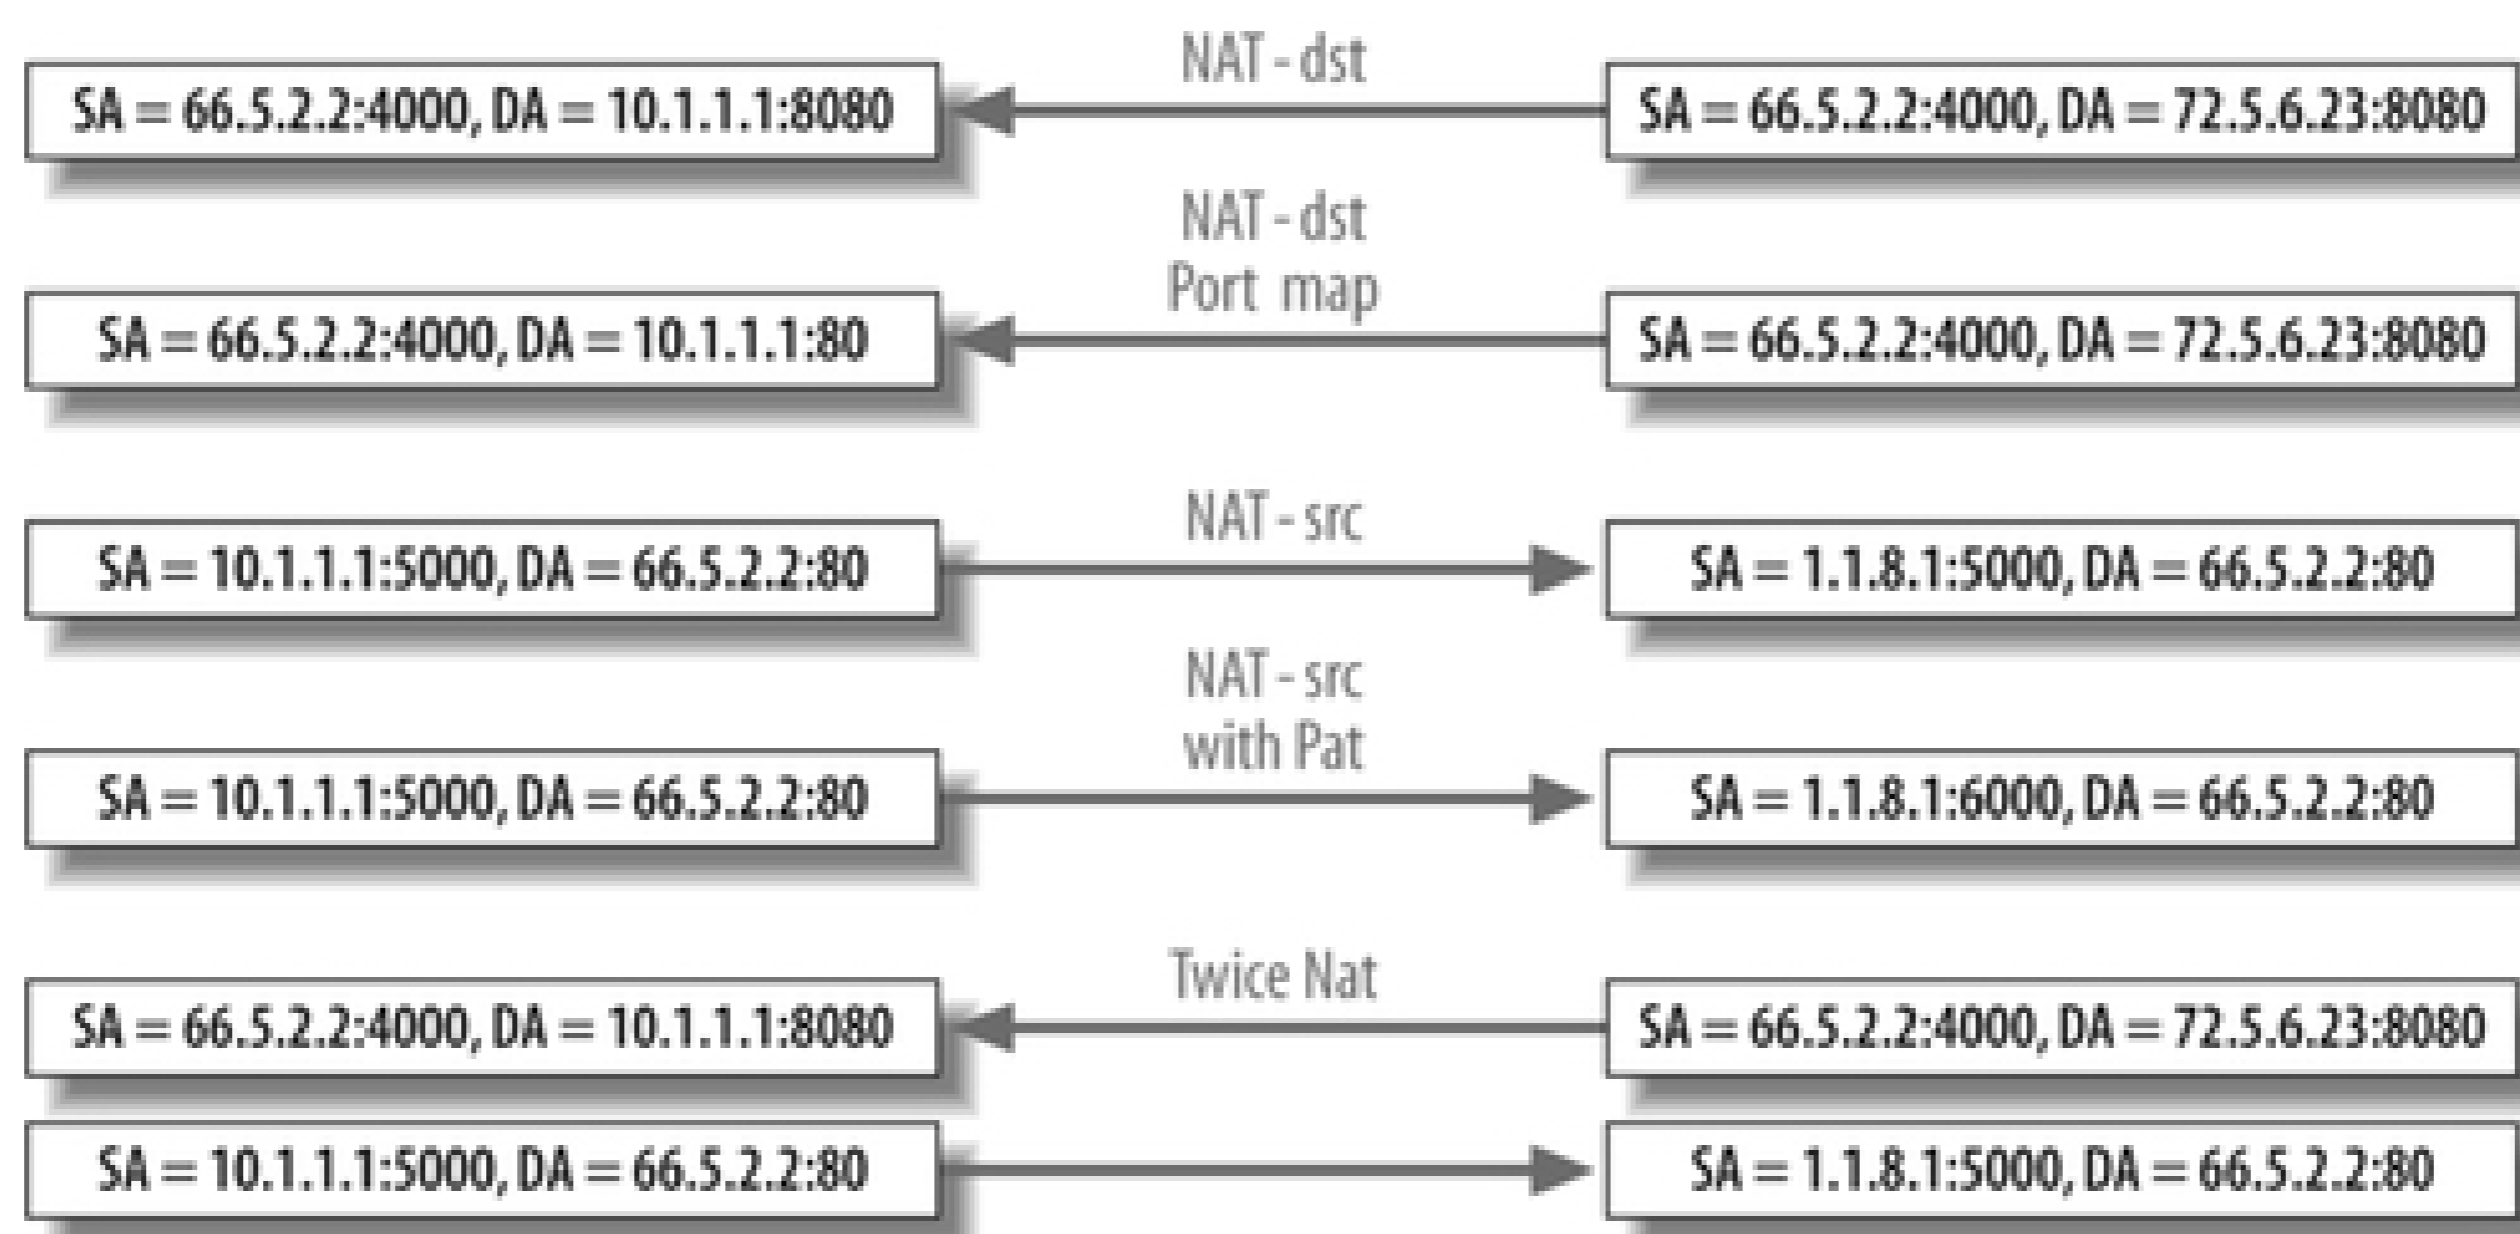 NAT - dst
SA = 66.5.2.2:4000, DA = 10.1.1.1:8080
SA = 66.5.2.2:4000, DA = 72.5.6.23:8080
NAT - dst
Port map
SA = 66.5.2.2:4000, DA = 10.1.1.1:80
SA = 66.5.2.2:4000, DA = 72.5.6.23:8080
NAT - src
SA = 10.1.1.1:5000, DA = 66.5.2.2:80
SA = 1.1.8.1:5000, DA = 66.5.2.2:80
NAT - src
with Pat
SA = 10.1.1.1:5000, DA = 66.5.2.2:80
SA = 1.1.8.1:6000, DA = 66.5.2.2:80
Twice Nat
SA = 66.5.2.2:4000, DA = 10.1.1.1:8080
SA = 66.5.2.2:4000, DA = 72.5.6.23:8080
SA = 10.1.1.1:5000, DA = 66.5.2.2:80
SA = 1.1.8.1:5000, DA = 66.5.2.2:80